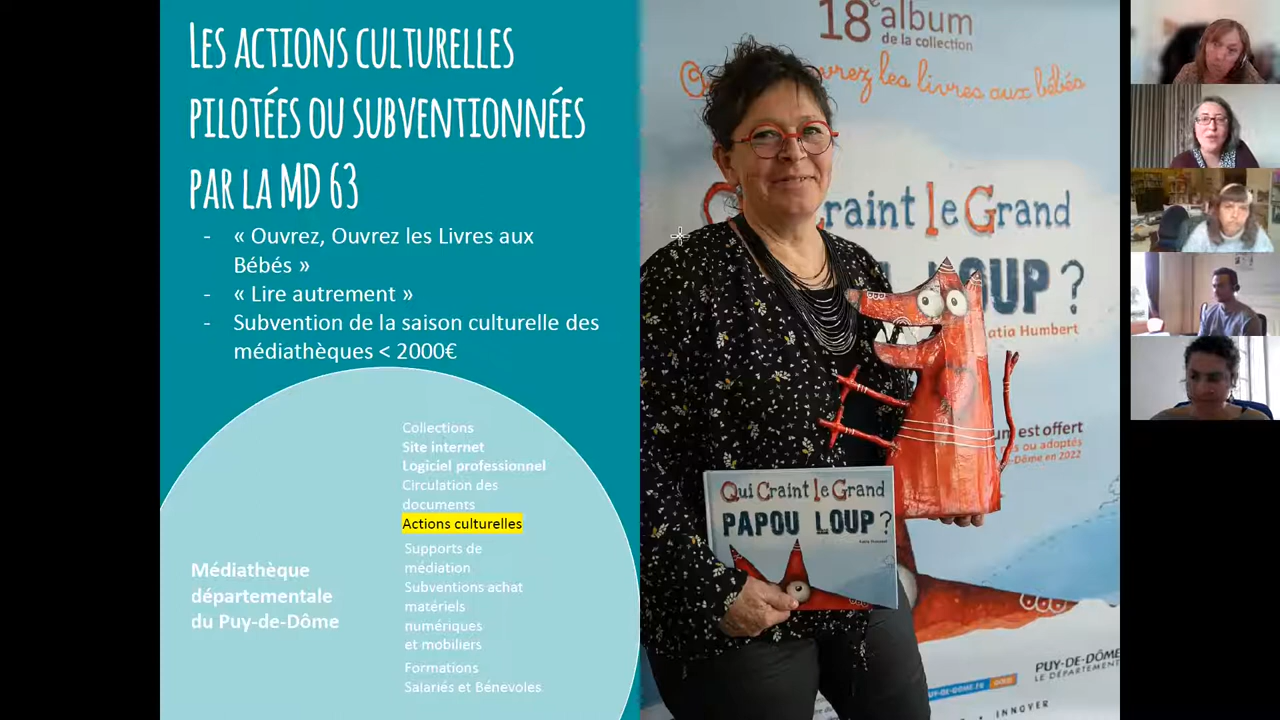 Les actions culturelles
pilotées ou subventionnées
par la MD 63
- « Ouvrez, Ouvrez les Livres aux
Bébés »
- « Lire autrement »
- Subvention de la saison culturelle des
médiathèques < 2000€
Collections
Site internet
Logiciel professionnel
Circulation des
documents
Actions culturelles
Supports de
médiation
Subventions achat
matériels
numériques
et mobiliers
Formations
Salariés et Bénevoles
Médiathèque
départementale
du Puy-de-Dôme
18e album
de la collection
les livres aux bébés
Craint le Grand
LOUP ?
Katia Humbert
est offert
ou adoptés
-Dôme en 2022
Qui Craint le Grand
PAPOU LOUP ?
PUY-DE-DÔME
LE DÉPARTEMENT
INNOVER